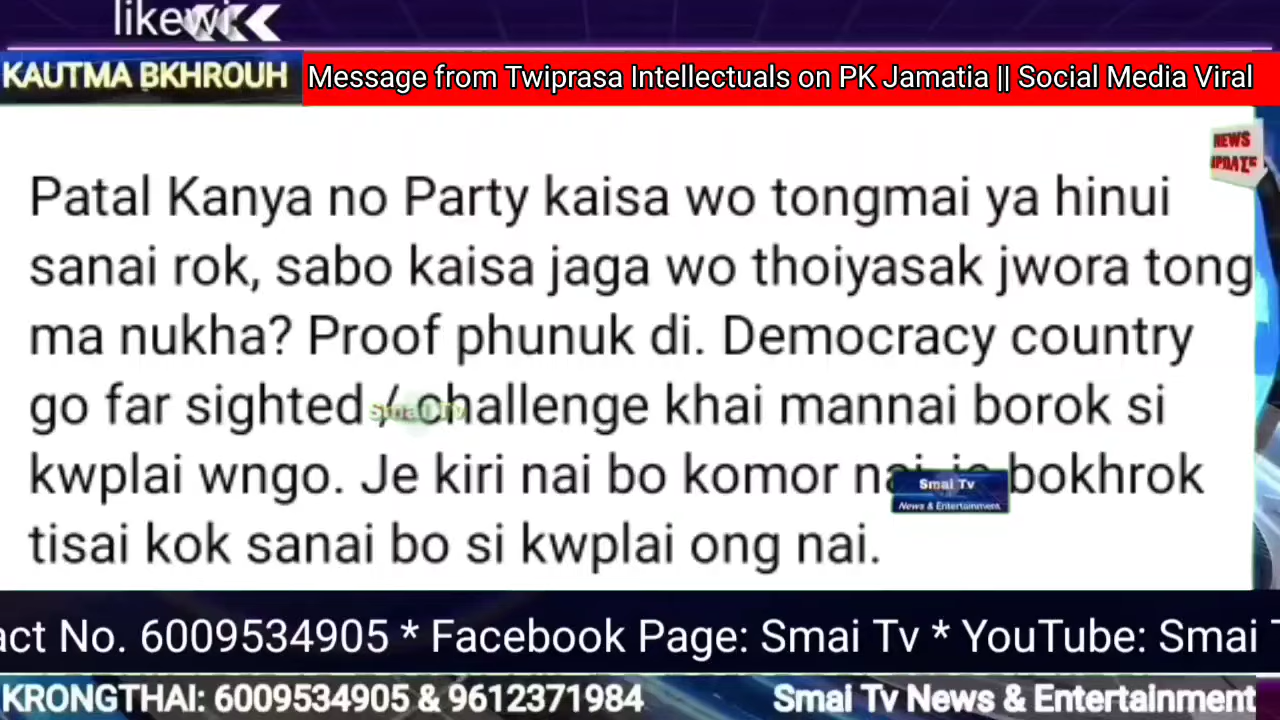 likewi
KAUTMA BKHROUH
Message from Twiprasa Intellectuals on PK Jamatia || Social Media Viral
NEWS
UPDATE
Patal Kanya no Party kaisa wo tongmai ya hinui
sanai rok, sabo kaisa jaga wo thoiyasak jwora tong
ma nukha? Proof phunuk di. Democracy country
go far sighted / challenge khai mannai borok si
Smai Tv
kwplai wngo. Je kiri nai bo komor nai, je bokhrok
Smai Tv
News & Entertainment
tisai kok sanai bo si kwplai ong nai.
act No. 6009534905 * Facebook Page: Smai Tv * YouTube: Smai T
KRONGTHAI: 6009534905 & 9612371984
Smai Tv News & Entertainment